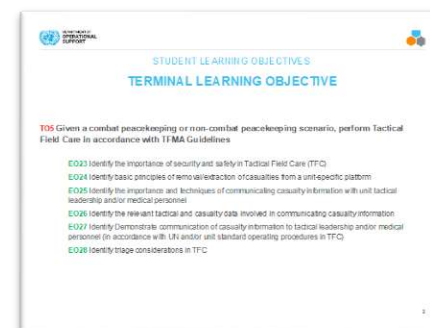 DEPARTMENT OF
OPERATIONAL
SUPPORT
STUDENT LEARNING OBJECTIVES
TERMINAL LEARNING OBJECTIVE
TO5 Given a combat peacekeeping or non-combat peacekeeping scenario, perform Tactical
Field Care in accordance with TFMA Guidelines
EO23 Identify the importance of security and safety in Tactical Field Care (TFC)
EO24 Identify basic principles of removal/extraction of casualties from a unit-specific platform
EO25 Identify the importance and techniques of communicating casualty information with unit tactical
leadership and/or medical personnel
EO26 Identify the relevant tactical and casualty data involved in communicating casualty information
EO27 Identify Demonstrate communication of casualty information to tactical leadership and/or medical
personnel (in accordance with UN and/or unit standard operating procedures in TFC)
EO28 Identify triage considerations in TFC